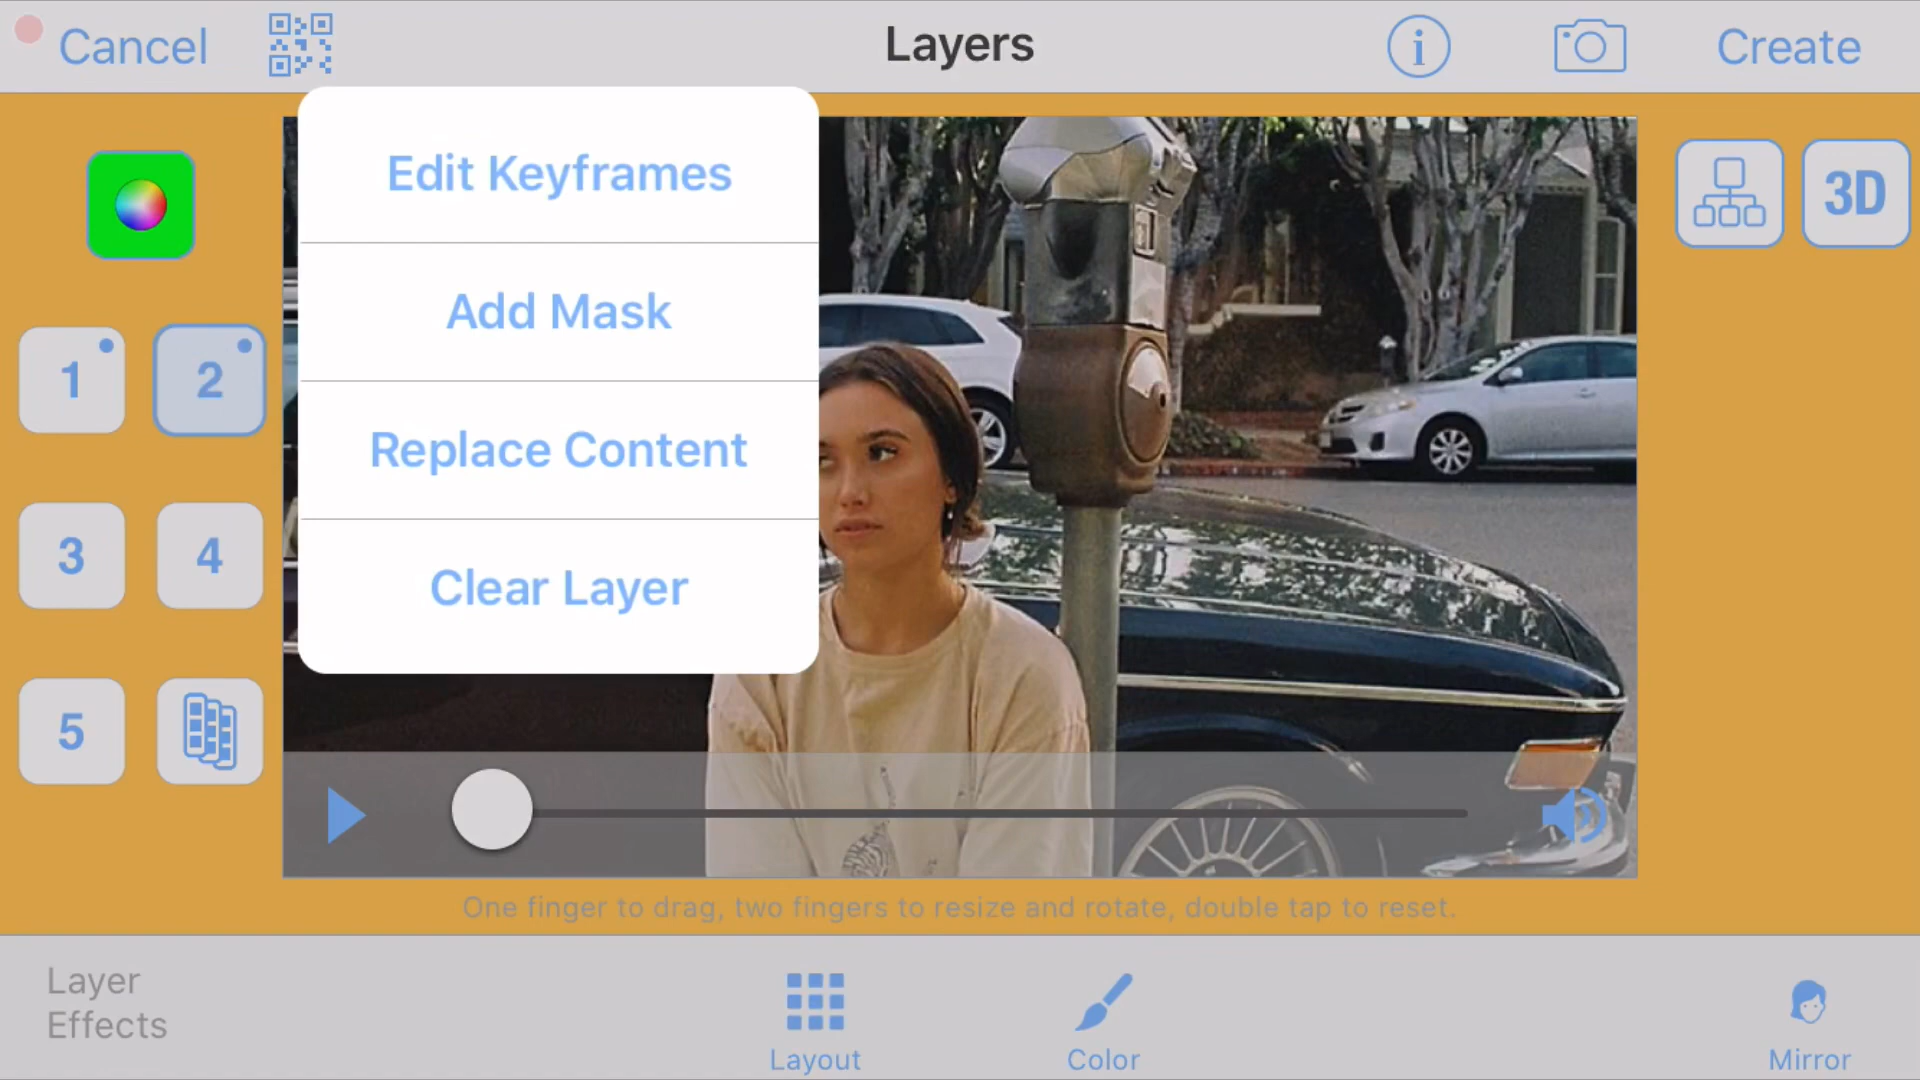 Cancel
Layers
i
Create
Edit Keyframes
3D
Add Mask
1
2
Replace Content
3
4
Clear Layer
5
One finger to drag, two fingers to resize and rotate, double tap to reset.
Layer
Effects
Layout
Color
Mirror